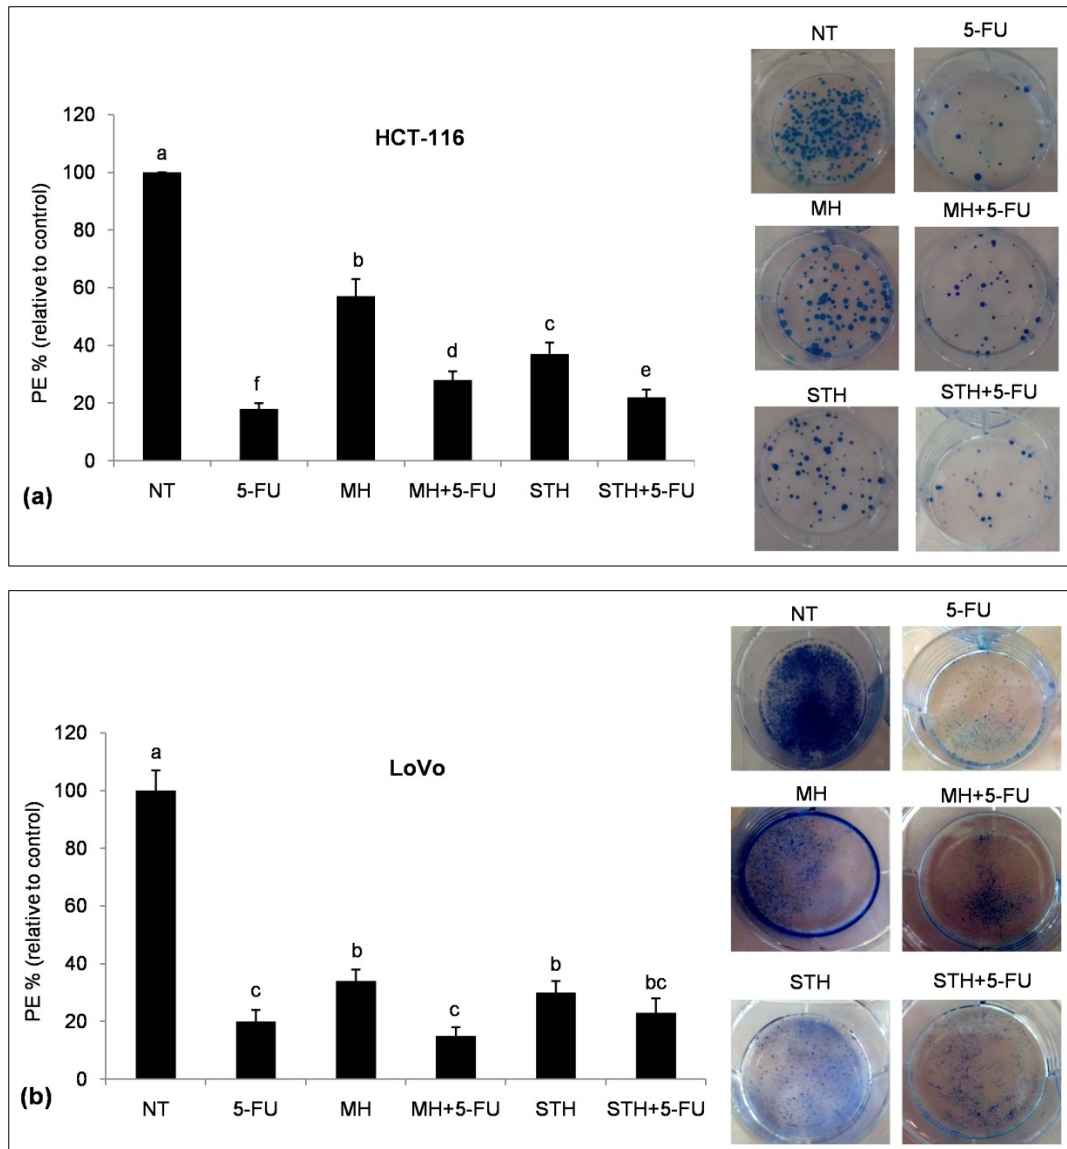 NT 5-FU
120
HCT-116
a
100
PE % (relative to control)
80
MH MH+5-FU
b
60
c
40
d
e
f
20
STH STH+5-FU
0
NT 5-FU MH MH+5-FU STH STH+5-FU
(a)
NT 5-FU
120
a
LoVo
100
PE % (relative to control)
80
MH MH+5-FU
60
40
b b
c c bc
20
STH STH+5-FU
0
NT 5-FU MH MH+5-FU STH STH+5-FU
(b)